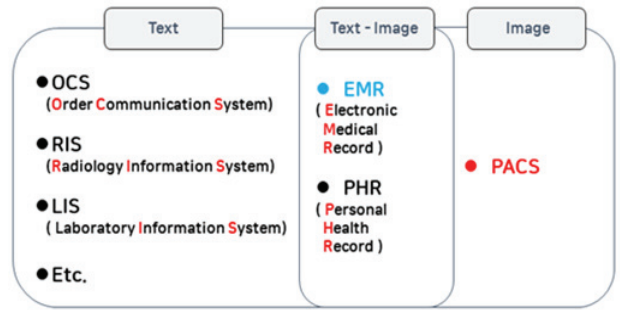 Text
Text - Image
Image
● OCS
(Order Communication System)
● RIS
(Radiology Information System)
● LIS
( Laboratory Information System)
● Etc.
● EMR
( Electronic
Medical
Record )
● PHR
( Personal
Health
Record )
● PACS